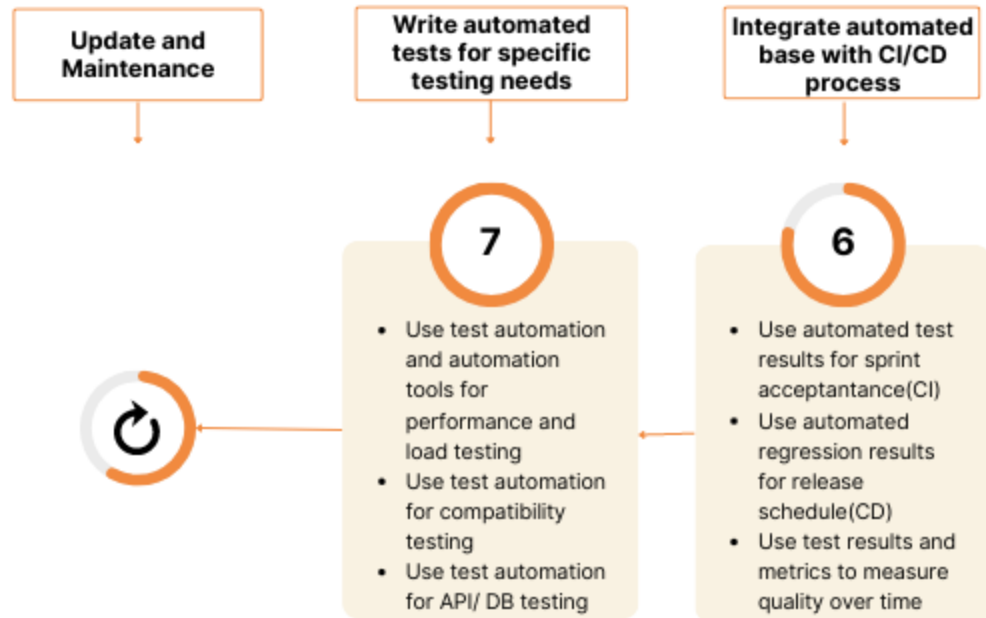 Update and
Maintenance
Write automated
tests for specific
testing needs
Integrate automated
base with CI/CD
process
7
• Use test automation
and automation
tools for
performance and
load testing
• Use test automation
for compatibility
testing
• Use test automation
for API/ DB testing
6
• Use automated test
results for sprint
acceptantance(CI)
• Use automated
regression results
for release
schedule(CD)
• Use test results and
metrics to measure
quality over time